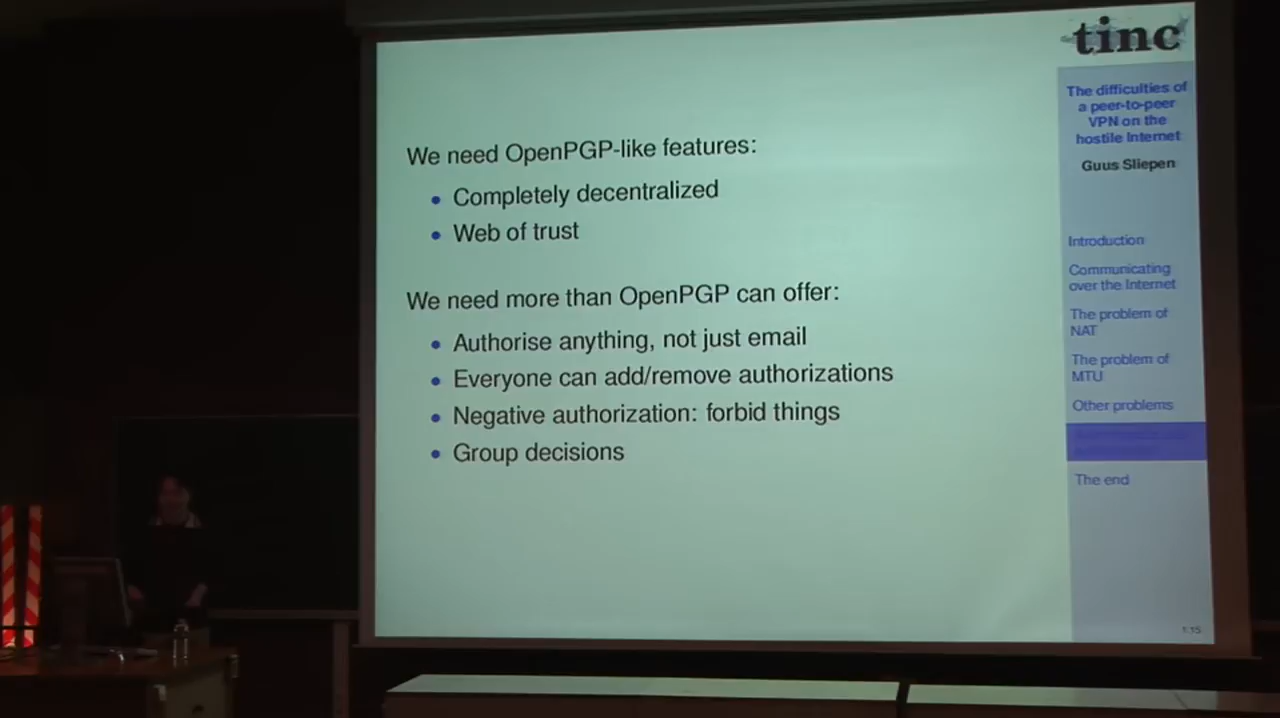 We need OpenPGP-like features:
Completely decentralized
Web of trust
We need more than OpenPGP can offer:
Authorise anything, not just email
Everyone can add/remove authorizations
Negative authorization: forbid things
Group decisions
tinc
The difficulties of
a peer-to-peer
VPN on the
hostile Internet
Guus Sliepen
Introduction
Communicating
over the Internet
The problem of
NAT
The problem of
MTU
Other problems
The end